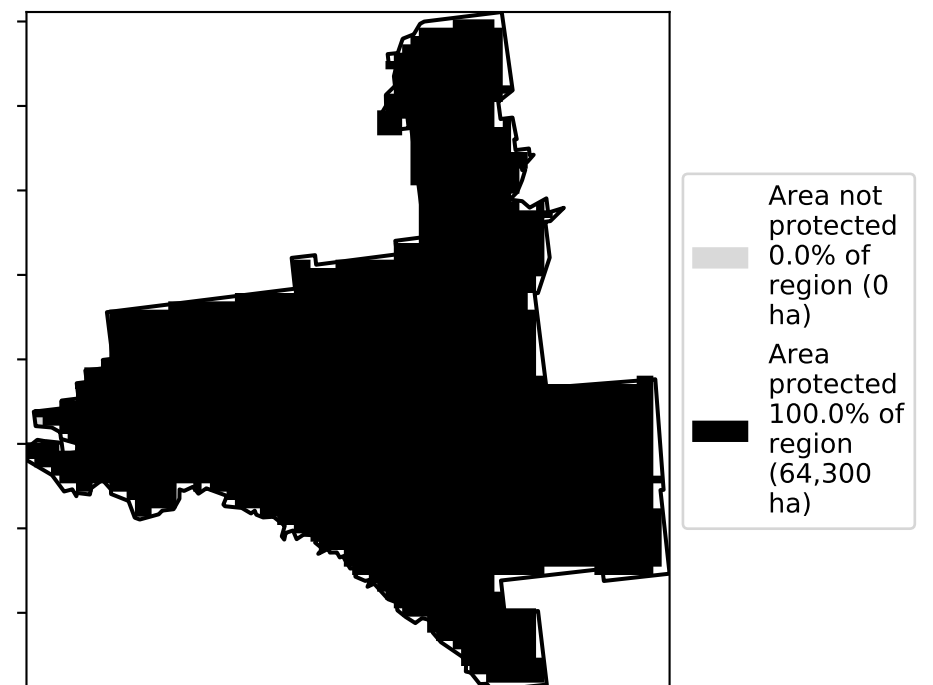 Area not
protected
0.0% of
region (0
ha)
Area
protected
100.0% of
region
(64,300
ha)